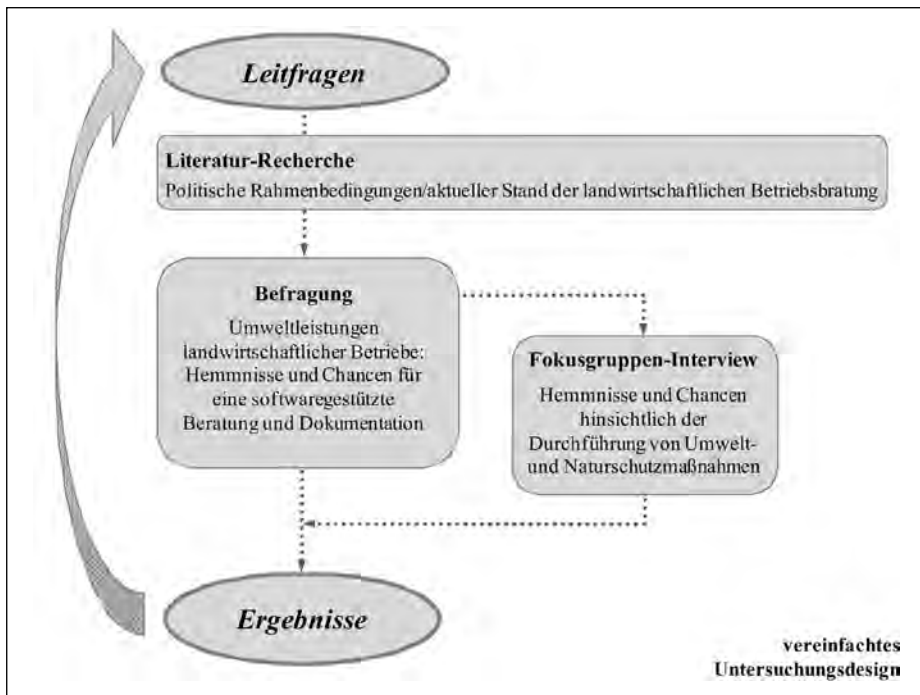 Leitfragen
Literatur-Recherche
Politische Rahmenbedingungen/aktueller Stand der landwirtschaftlichen Betriebsbratung
Befragung
Umweltleistungen
landwirtschaftlicher Betriebe:
Hemmnisse und Chancen für
eine softwaregestützte
Beratung und Dokumentation
Fokusgruppen-Interview
Hemmnisse und Chancen
hinsichtlich der
Durchführung von Umwelt-
und Naturschutzmaßnahmen
Ergebnisse
vereinfachtes
Untersuchungsdesign